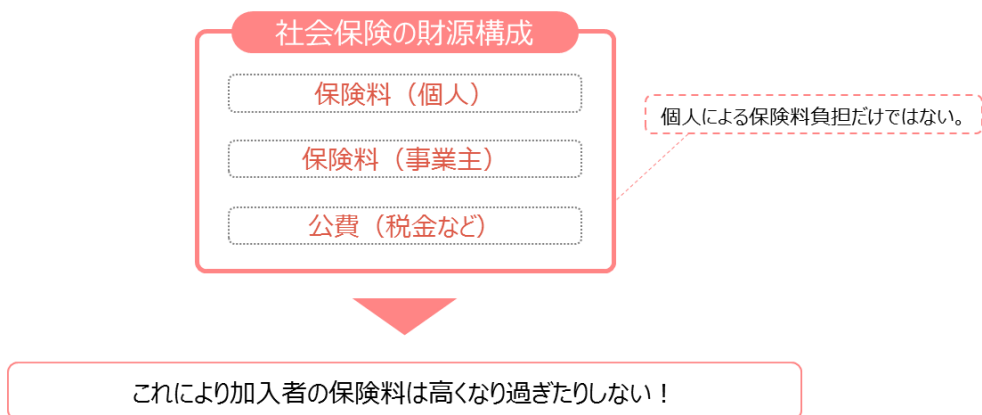 社会保険の財源構成
保険料（個人）
個人による保険料負担だけではない。
保険料（事業主）
公費（税金など）
これにより加入者の保険料は高くなり過ぎたりしない！